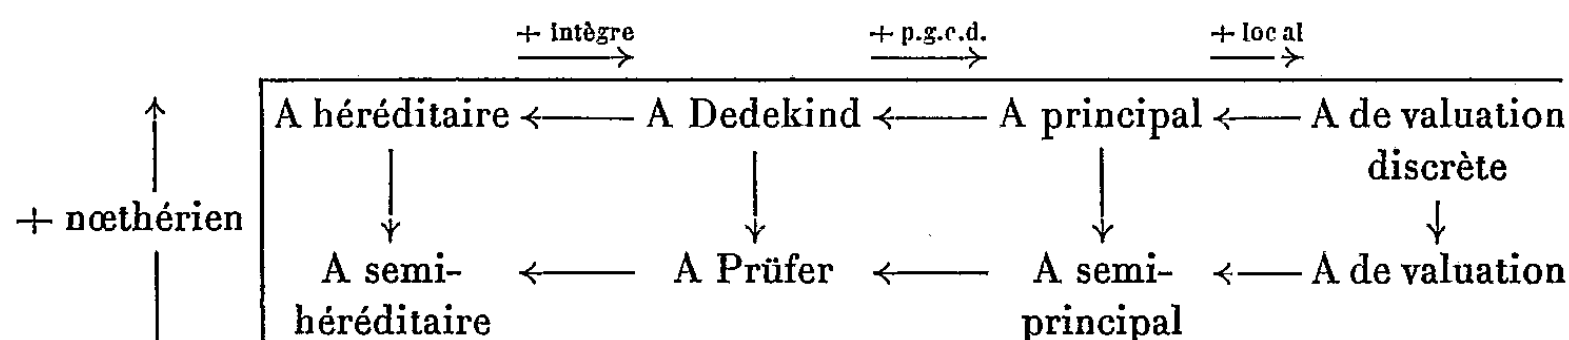 + intègre + p.g.c.d. + local
A héréditaire A Dedekind A principal A de valuation
discrète
+ nœthérien
A semi- A Prüfer A semi- A de valuation
héréditaire principal